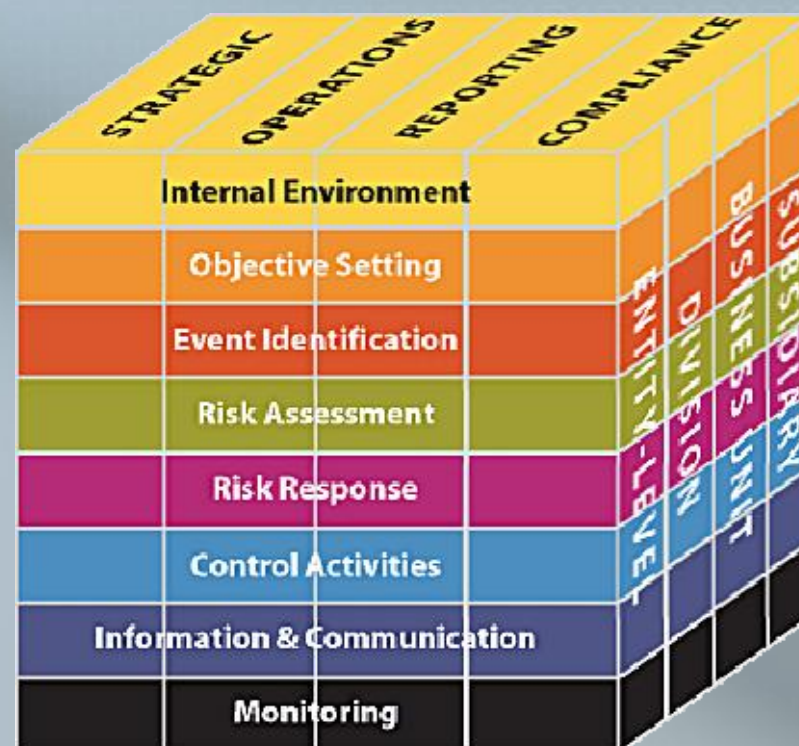 STRATEGIC
OPERATIONS
REPORTING
COMPLIANCE
Internal Environment
Objective Setting
Event Identification
Risk Assessment
Risk Response
Control Activities
Information & Communication
Monitoring
ENTITY-LEVEL
DIVISION
BUSINESS UNIT
SUBSIDIARY